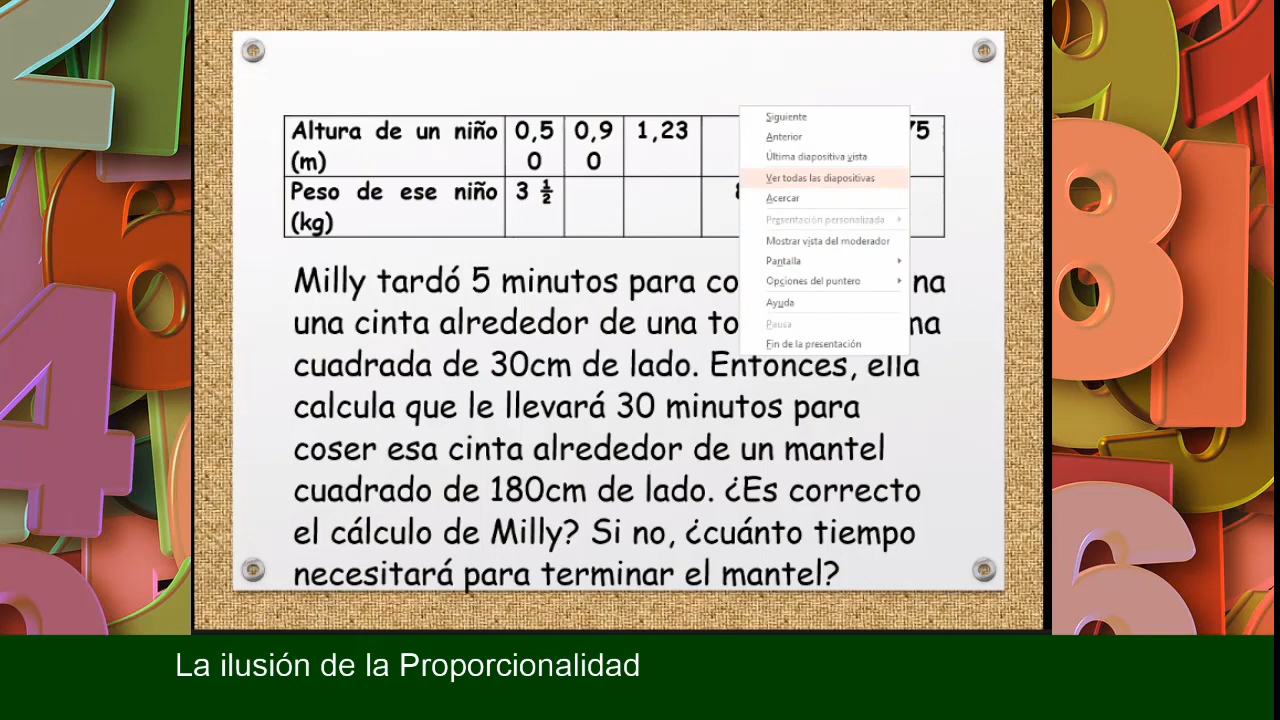 Altura de un niño 0,5 0,9 1,23 75
(m) 0 0
Peso de ese niño 3 ½
(kg)
Siguiente
Anterior
Última diapositiva vista
Ver todas las diapositivas
Acercar
Presentación personalizada
Mostrar vista del moderador
Pantalla
Opciones del puntero
Ayuda
Pausa
Fin de la presentación
Milly tardó 5 minutos para co na
una cinta alrededor de una to na
cuadrada de 30cm de lado. Entonces, ella
calcula que le llevará 30 minutos para
coser esa cinta alrededor de un mantel
cuadrado de 180cm de lado. ¿Es correcto
el cálculo de Milly? Si no, ¿cuánto tiempo
necesitará para terminar el mantel?
La ilusión de la Proporcionalidad